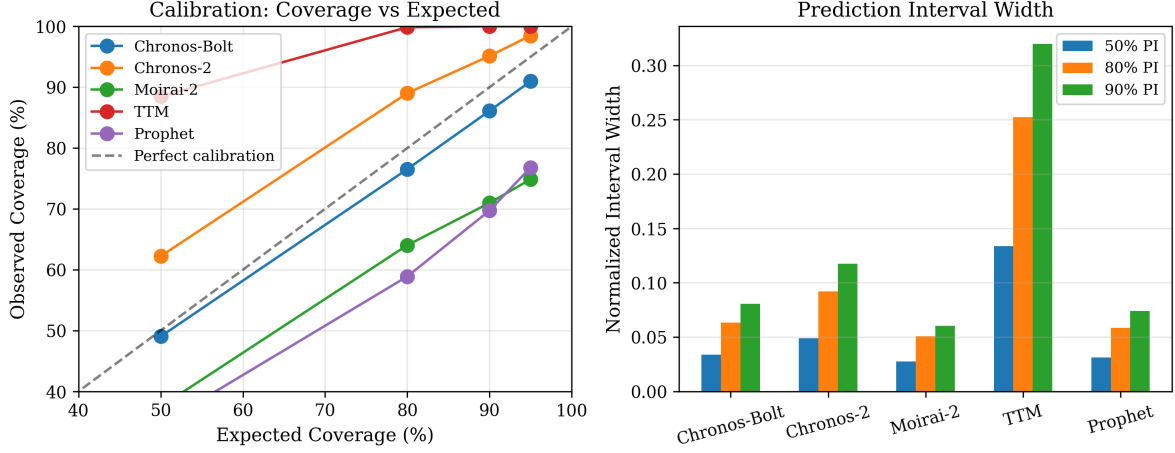 Calibration: Coverage vs Expected
100
90
80
70
60
50
40
Observed Coverage (%)
Chronos-Bolt
Chronos-2
Moirai-2
TTM
Prophet
Perfect calibration
40 50 60 70 80 90 100
Expected Coverage (%)
Prediction Interval Width
0.30
0.25
0.20
0.15
0.10
0.05
0.00
Normalized Interval Width
50% PI
80% PI
90% PI
Chronos-Bolt Chronos-2 Moirai-2 TTM Prophet